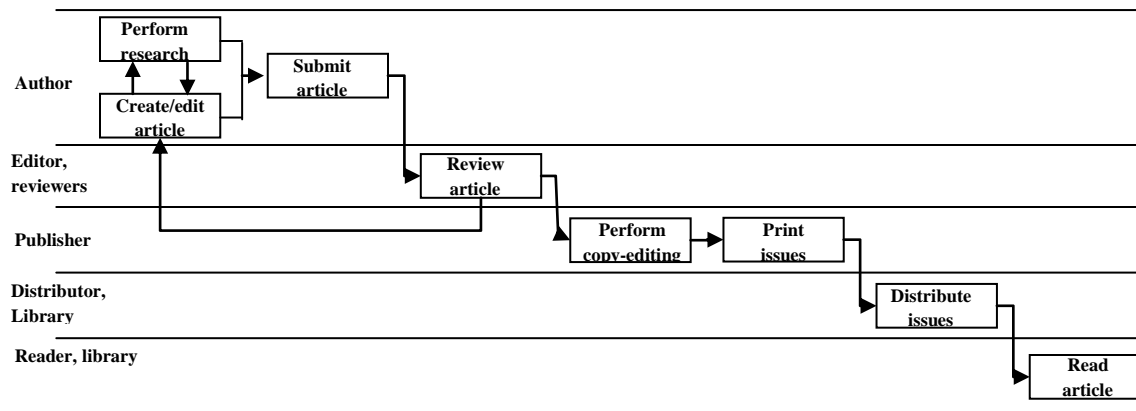 Perform
research
Author
Submit
article
Create/edit
article
Editor,
reviewers
Review
article
Publisher
Perform
copy-editing
Print
issues
Distributor,
Library
Distribute
issues
Reader, library
Read
article